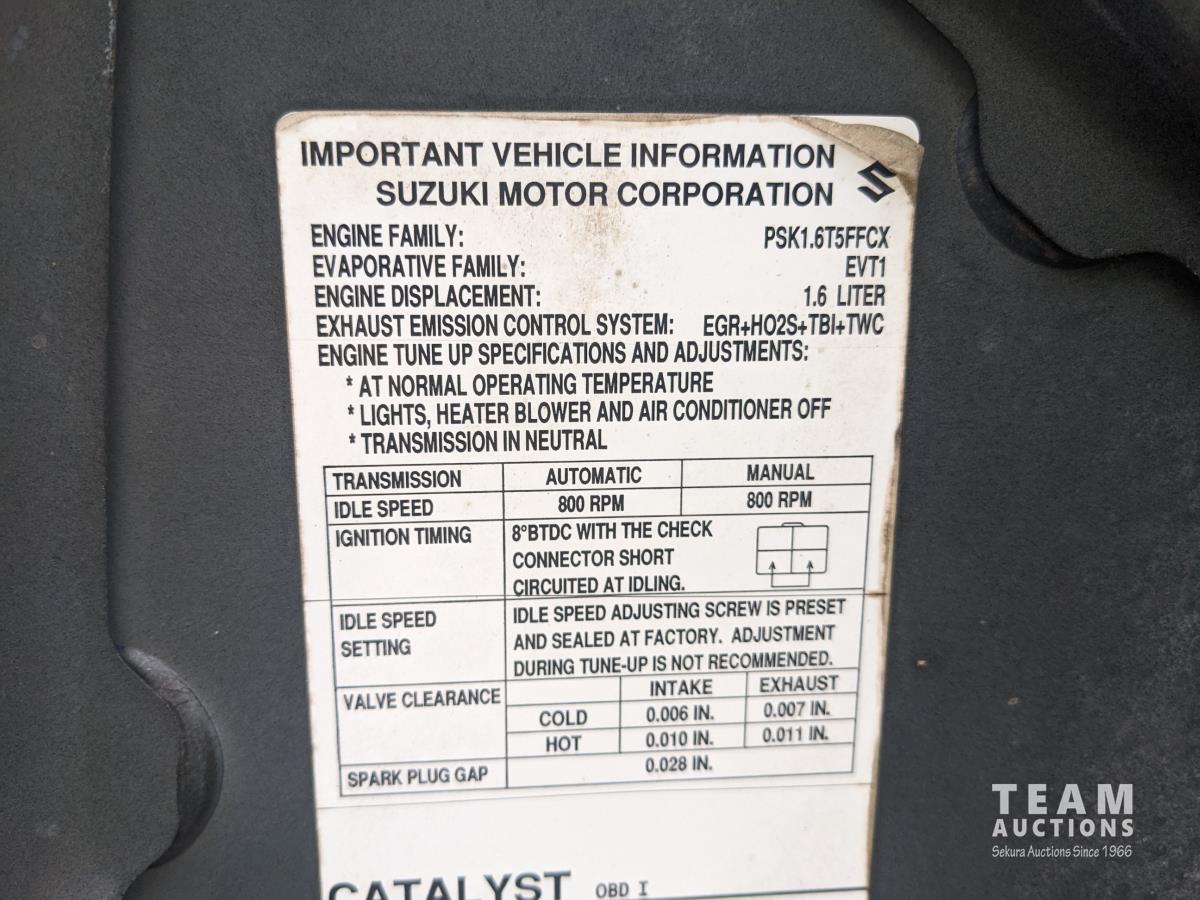 IMPORTANT VEHICLE INFORMATION
SUZUKI MOTOR CORPORATION
ENGINE FAMILY: PSK1.6T5FFCX
EVAPORATIVE FAMILY: EVT1
ENGINE DISPLACEMENT: 1.6 LITER
EXHAUST EMISSION CONTROL SYSTEM: EGR+HO2S+TBI+TWC
ENGINE TUNE UP SPECIFICATIONS AND ADJUSTMENTS:
* AT NORMAL OPERATING TEMPERATURE
* LIGHTS, HEATER BLOWER AND AIR CONDITIONER OFF
* TRANSMISSION IN NEUTRAL
TRANSMISSION AUTOMATIC MANUAL
IDLE SPEED 800 RPM 800 RPM
IGNITION TIMING 8°BTDC WITH THE CHECK
CONNECTOR SHORT
CIRCUITED AT IDLING.
IDLE SPEED SETTING IDLE SPEED ADJUSTING SCREW IS PRESET
AND SEALED AT FACTORY. ADJUSTMENT
DURING TUNE-UP IS NOT RECOMMENDED.
VALVE CLEARANCE INTAKE EXHAUST
COLD 0.006 IN. 0.007 IN.
HOT 0.010 IN. 0.011 IN.
SPARK PLUG GAP 0.028 IN.
CATALYST OBD I
TEAM
AUCTIONS
Sekura Auctions Since 1966